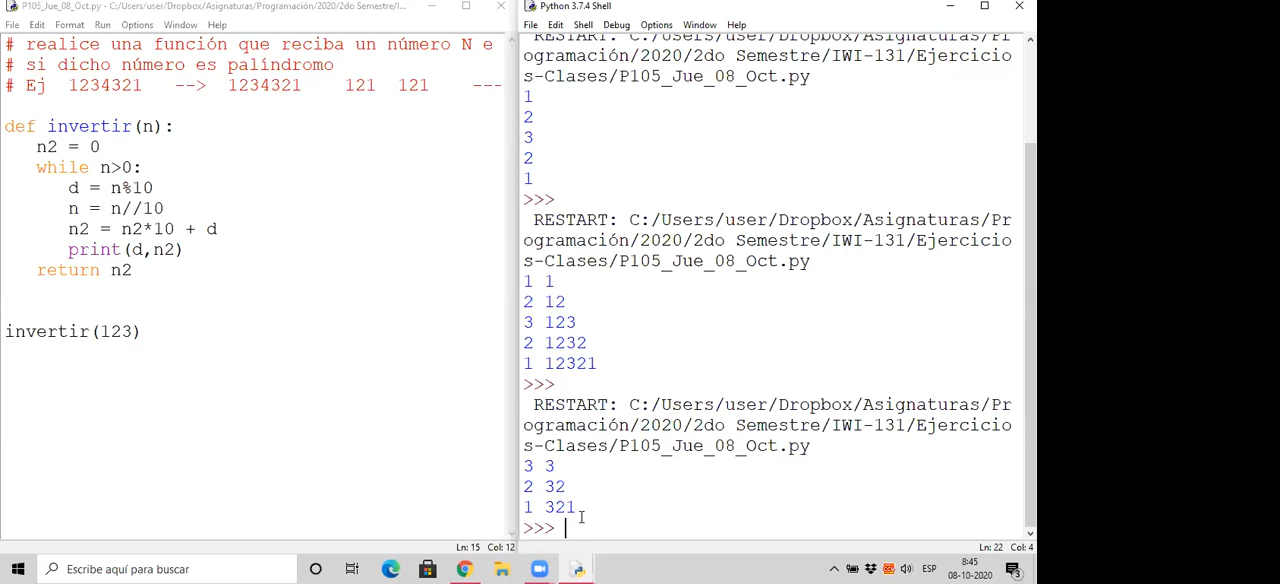 P105_Jue_08_Oct.py - C:/Users/user/Dropbox/Asignaturas/Programación/2020/2do Semestre/I...
File Edit Format Run Options Window Help
# realice una función que reciba un número N e
# si dicho número es palíndromo
# Ej 1234321 --> 1234321 121 121 ---
def invertir(n):
n2 = 0
while n>0:
d = n%10
n = n//10
n2 = n2*10 + d
print(d,n2)
return n2
invertir(123)
Ln: 15 Col: 12
Python 3.7.4 Shell
File Edit Shell Debug Options Window Help
RESTART: C:/Users/user/Dropbox/Asignaturas/Pr
ogramación/2020/2do Semestre/IWI-131/Ejercicio
s-Clases/P105_Jue_08_Oct.py
1
2
3
2
1
>>>
RESTART: C:/Users/user/Dropbox/Asignaturas/Pr
ogramación/2020/2do Semestre/IWI-131/Ejercicio
s-Clases/P105_Jue_08_Oct.py
1 1
2 12
3 123
2 1232
1 12321
>>>
RESTART: C:/Users/user/Dropbox/Asignaturas/Pr
ogramación/2020/2do Semestre/IWI-131/Ejercicio
s-Clases/P105_Jue_08_Oct.py
3 3
2 32
1 321
>>>
Ln: 22 Col: 4
Escribe aquí para buscar
ESP
8:45
08-10-2020
3